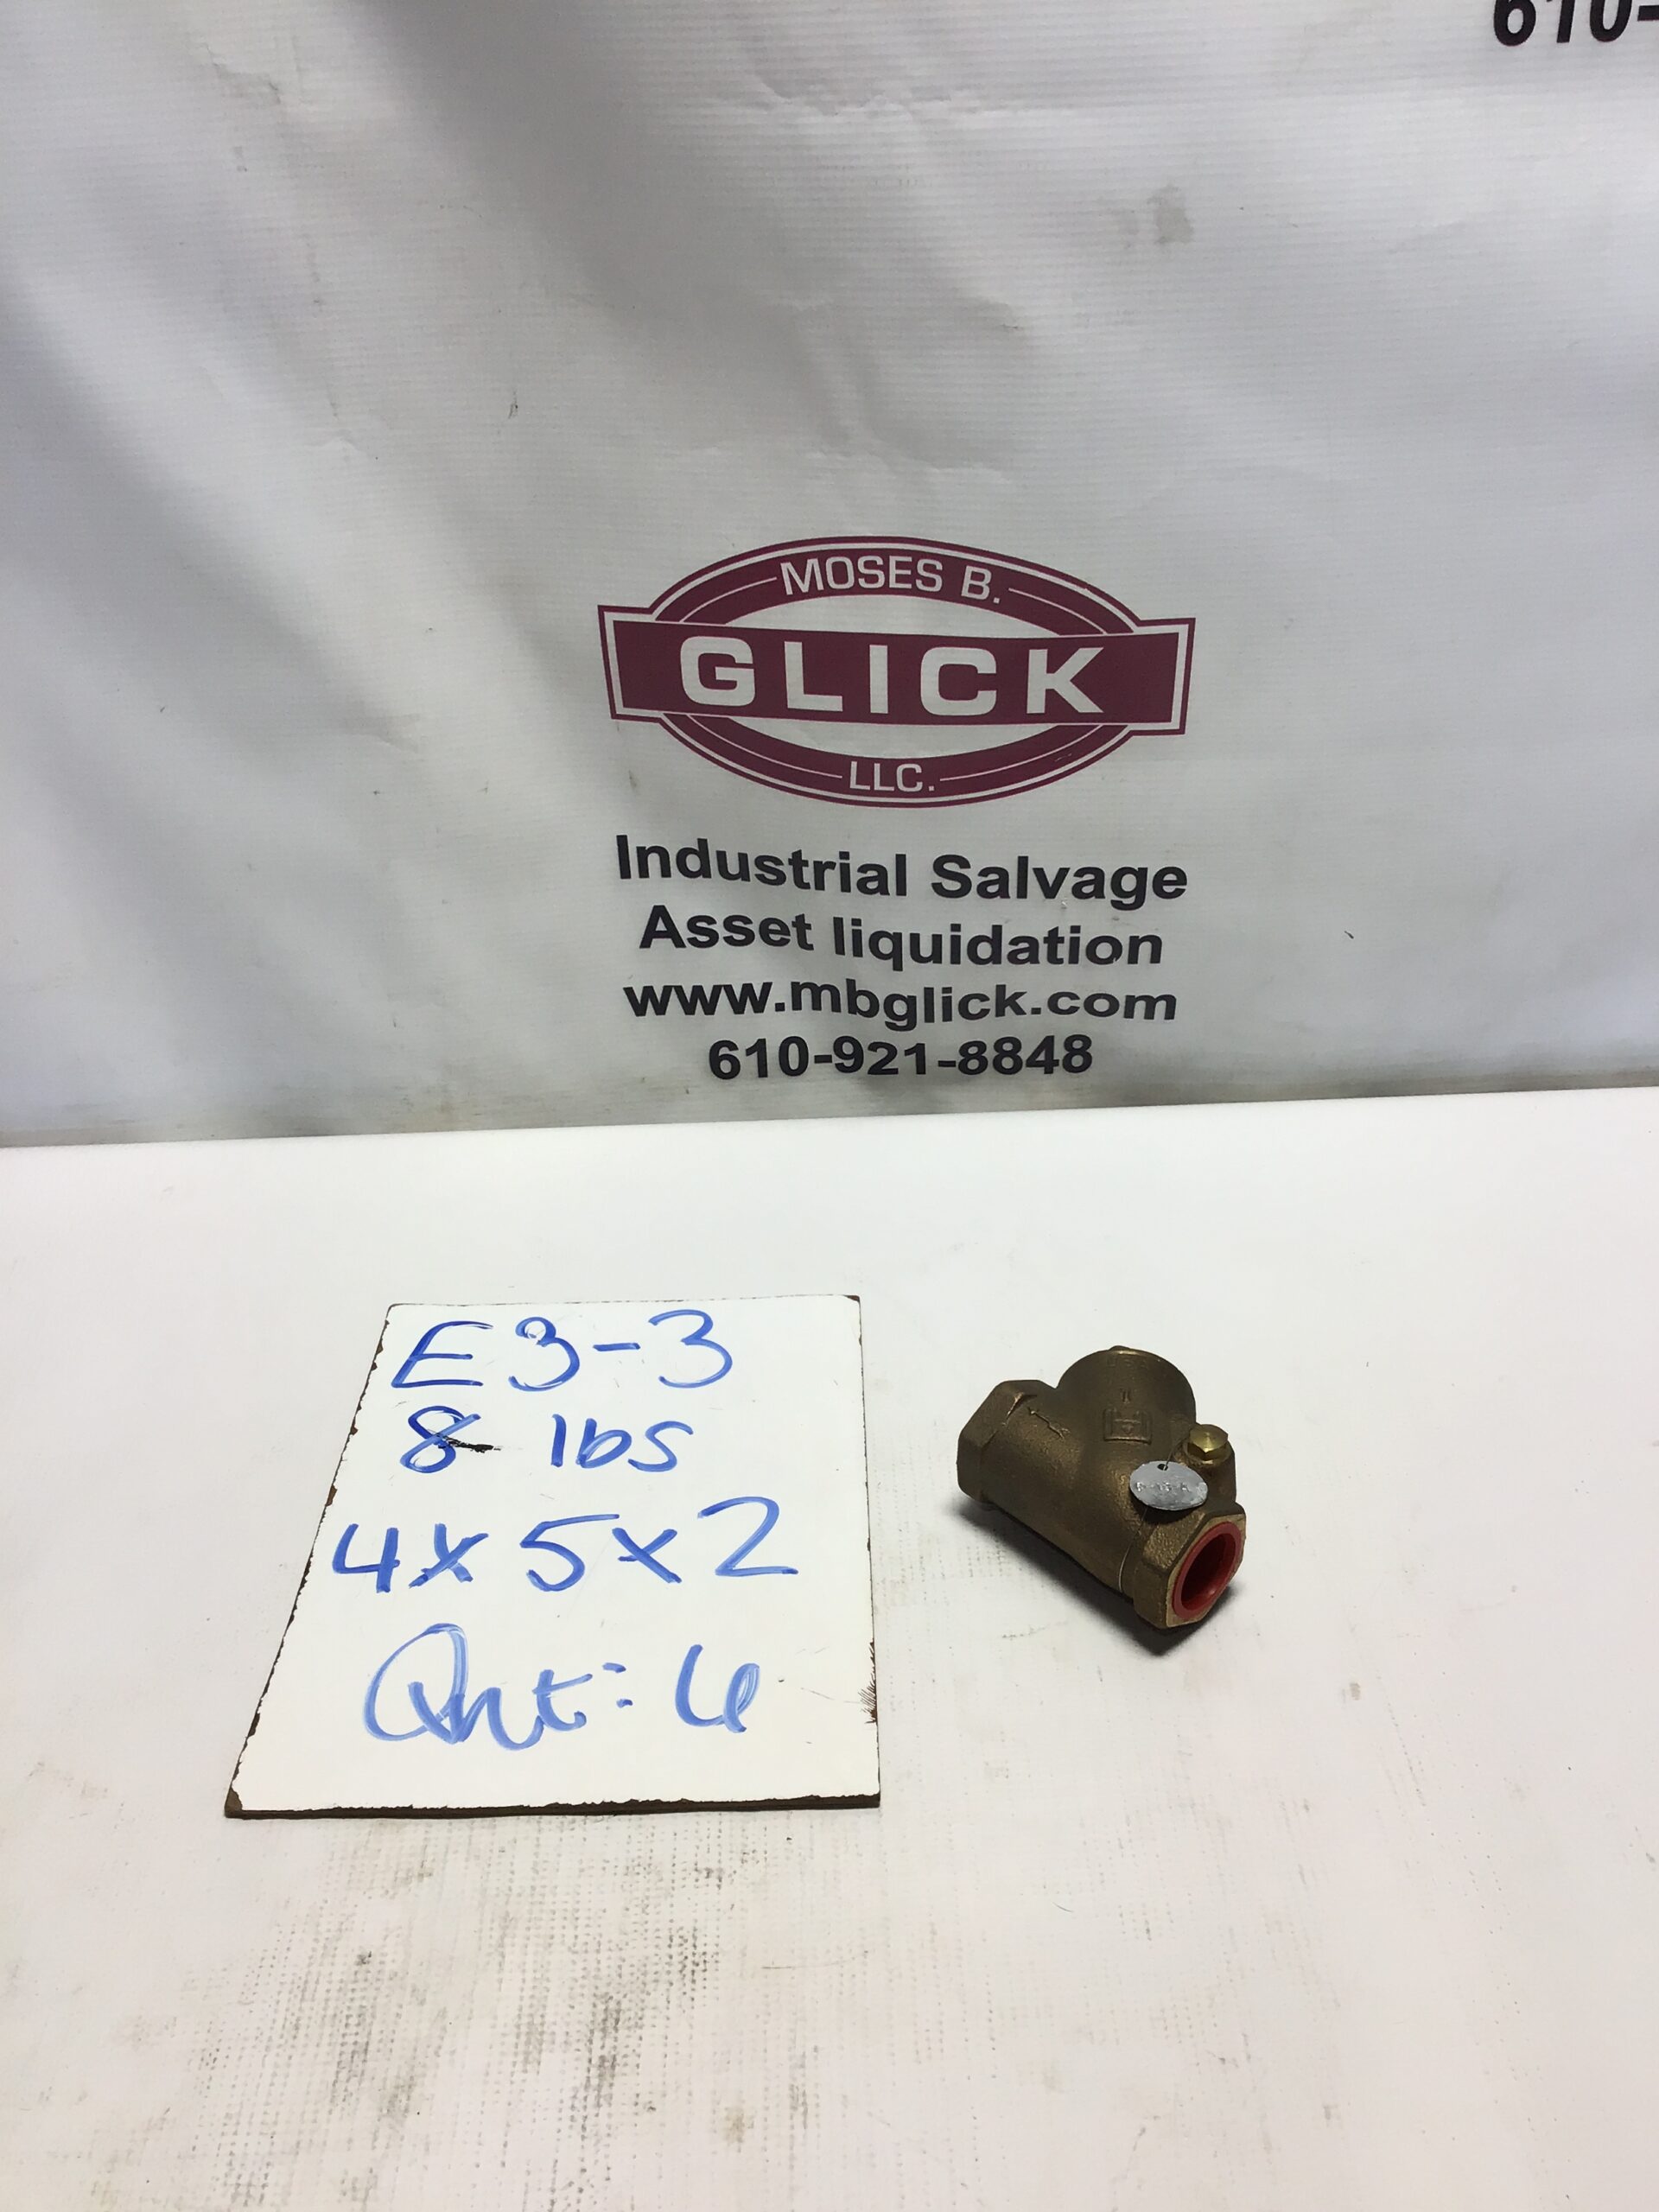 610-
MOSES B.
GLICK
LLC.
Industrial Salvage
Asset liquidation
www.mbglick.com
610-921-8848
E3-3
8 lbs
4x5x2
Qnt: 6